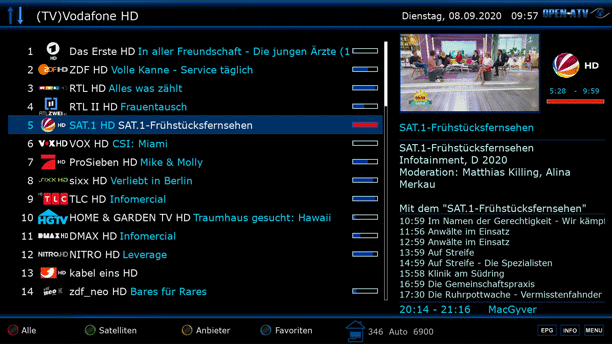 (TV)Vodafone HD
Dienstag, 08.09.2020 09:57 OPEN-ATV
1 HD Das Erste HD In aller Freundschaft - Die jungen Ärzte (1
2 ZDF HD ZDF HD Volle Kanne - Service täglich
3 RTL HD Alles was zählt
4 RTLZWEI HD RTL II HD Frauentausch
5 HD SAT.1 HD SAT.1-Frühstücksfernsehen
6 VOX HD VOX HD CSI: Miami
7 HD ProSieben HD Mike & Molly
8 sixx HD sixx HD Verliebt in Berlin
9 TLC TLC HD Infomercial
10 HGTV HOME & GARDEN TV HD Traumhaus gesucht: Hawaii
11 DMAX HD DMAX HD Infomercial
12 NITRO HD NITRO HD Leverage
13 HD kabel eins HD
14 neo HD zdf_neo HD Bares für Rares
HD
5:28 - 9:59
SAT.1-Frühstücksfernsehen
SAT.1-Frühstücksfernsehen
Infotainment, D 2020
Moderation: Matthias Killing, Alina
Merkau
Mit dem "SAT.1-Frühstücksfernsehen"
10:59 Im Namen der Gerechtigkeit - Wir kämpf
11:56 Anwälte im Einsatz
12:59 Anwälte im Einsatz
13:59 Auf Streife
14:59 Auf Streife - Die Spezialisten
15:58 Klinik am Südring
16:59 Die Gemeinschaftspraxis
17:30 Die Ruhrpottwache - Vermisstenfahnder
20:14 - 21:16 MacGyver
Alle Satelliten Anbieter Favoriten 346 Auto 6900 EPG INFO MENU